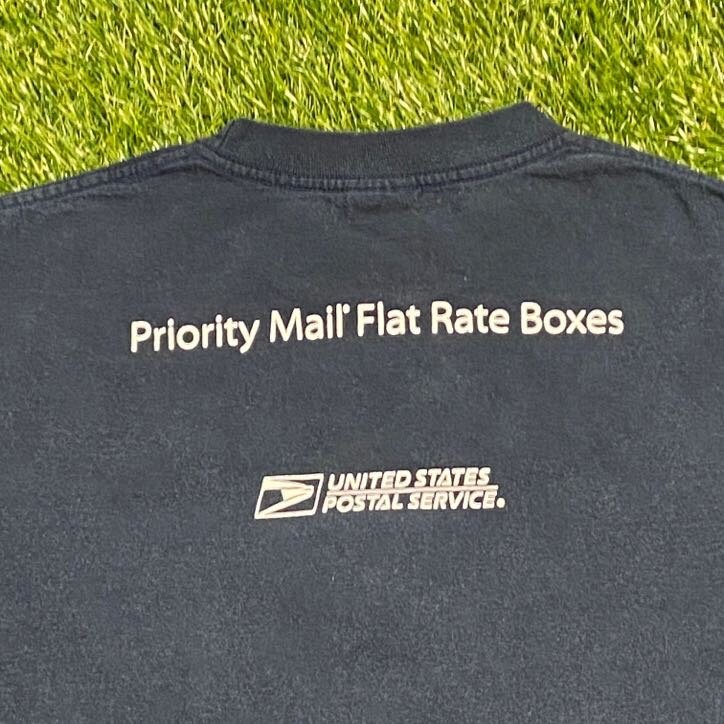 Priority Mail® Flat Rate Boxes
UNITED STATES
POSTAL SERVICE®